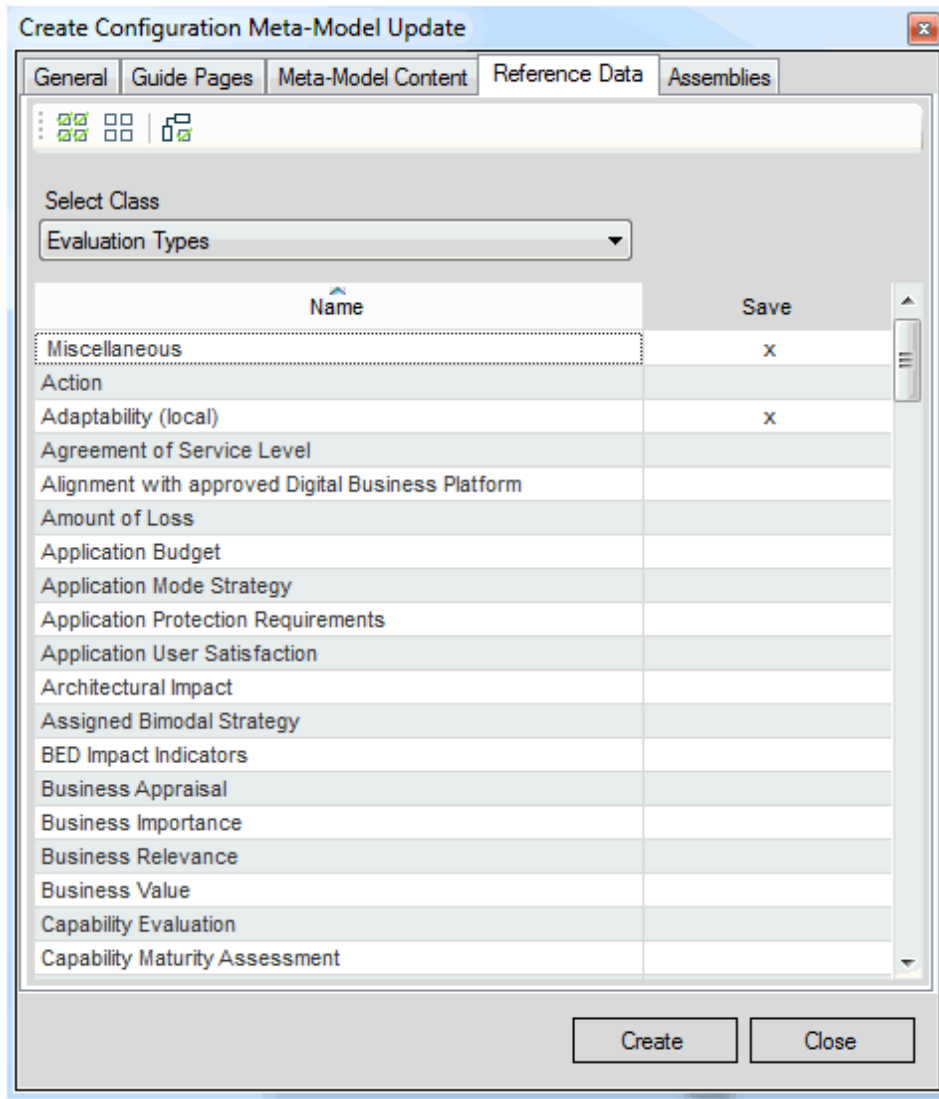 Create Configuration Meta-Model Update
General Guide Pages Meta-Model Content Reference Data Assemblies
Select Class
Evaluation Types
Name Save
Miscellaneous x
Action
Adaptability (local) x
Agreement of Service Level
Alignment with approved Digital Business Platform
Amount of Loss
Application Budget
Application Mode Strategy
Application Protection Requirements
Application User Satisfaction
Architectural Impact
Assigned Bimodal Strategy
BED Impact Indicators
Business Appraisal
Business Importance
Business Relevance
Business Value
Capability Evaluation
Capability Maturity Assessment
Create Close